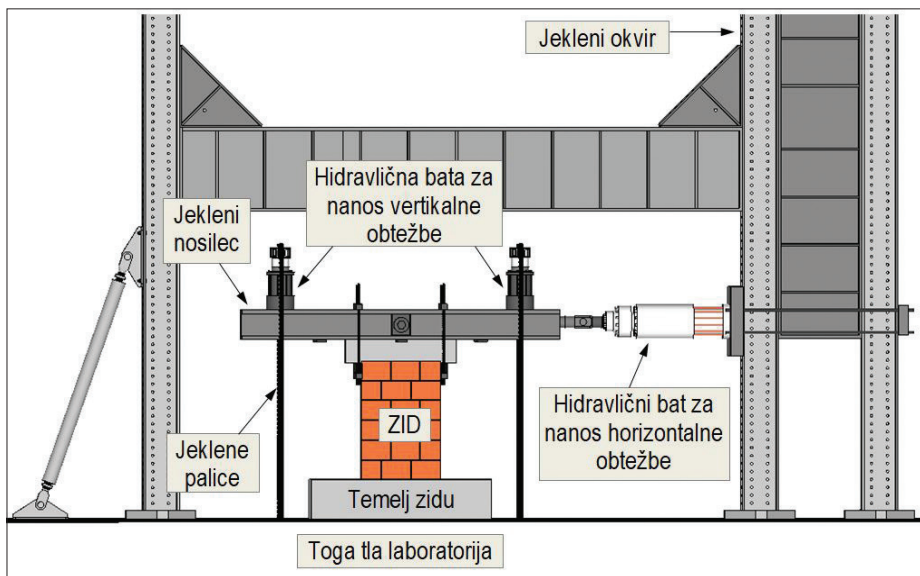 Jekleni okvir
Hidravlična bata za
nanos vertikalne
obtežbe
Jekleni
nosilec
Hidravlični bat za
nanos horizontalne
obtežbe
ZID
Jeklene
palice
Temelj zidu
Toga tla laboratorija